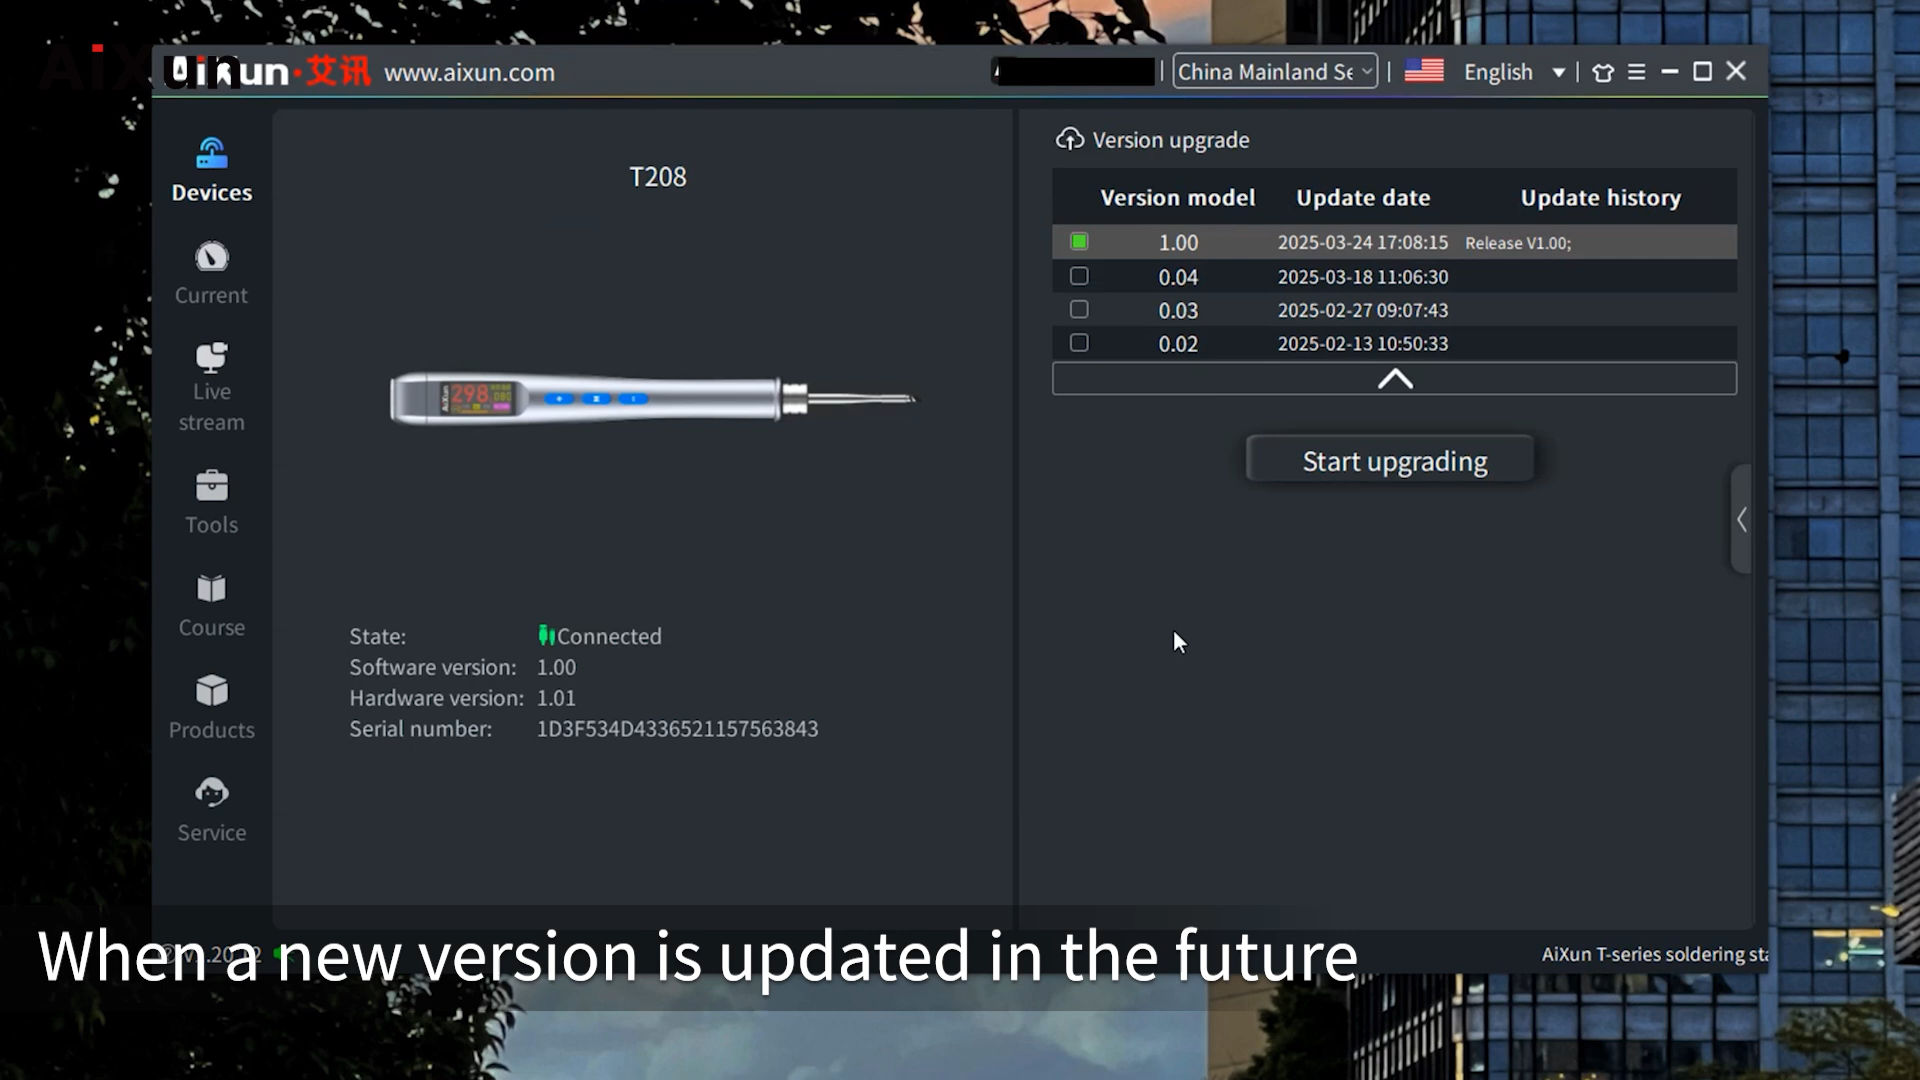 AiXun
AiXun·艾讯 www.aixun.com
China Mainland Se
English
Devices
Current
Live
stream
Tools
Course
Products
Service
T208
298
AiXun
State: Connected
Software version: 1.00
Hardware version: 1.01
Serial number: 1D3F534D4336521157563843
Version upgrade
Version model Update date Update history
1.00 2025-03-24 17:08:15 Release V1.00;
0.04 2025-03-18 11:06:30
0.03 2025-02-27 09:07:43
0.02 2025-02-13 10:50:33
Start upgrading
AiXun T-series soldering sta
When a new version is updated in the future